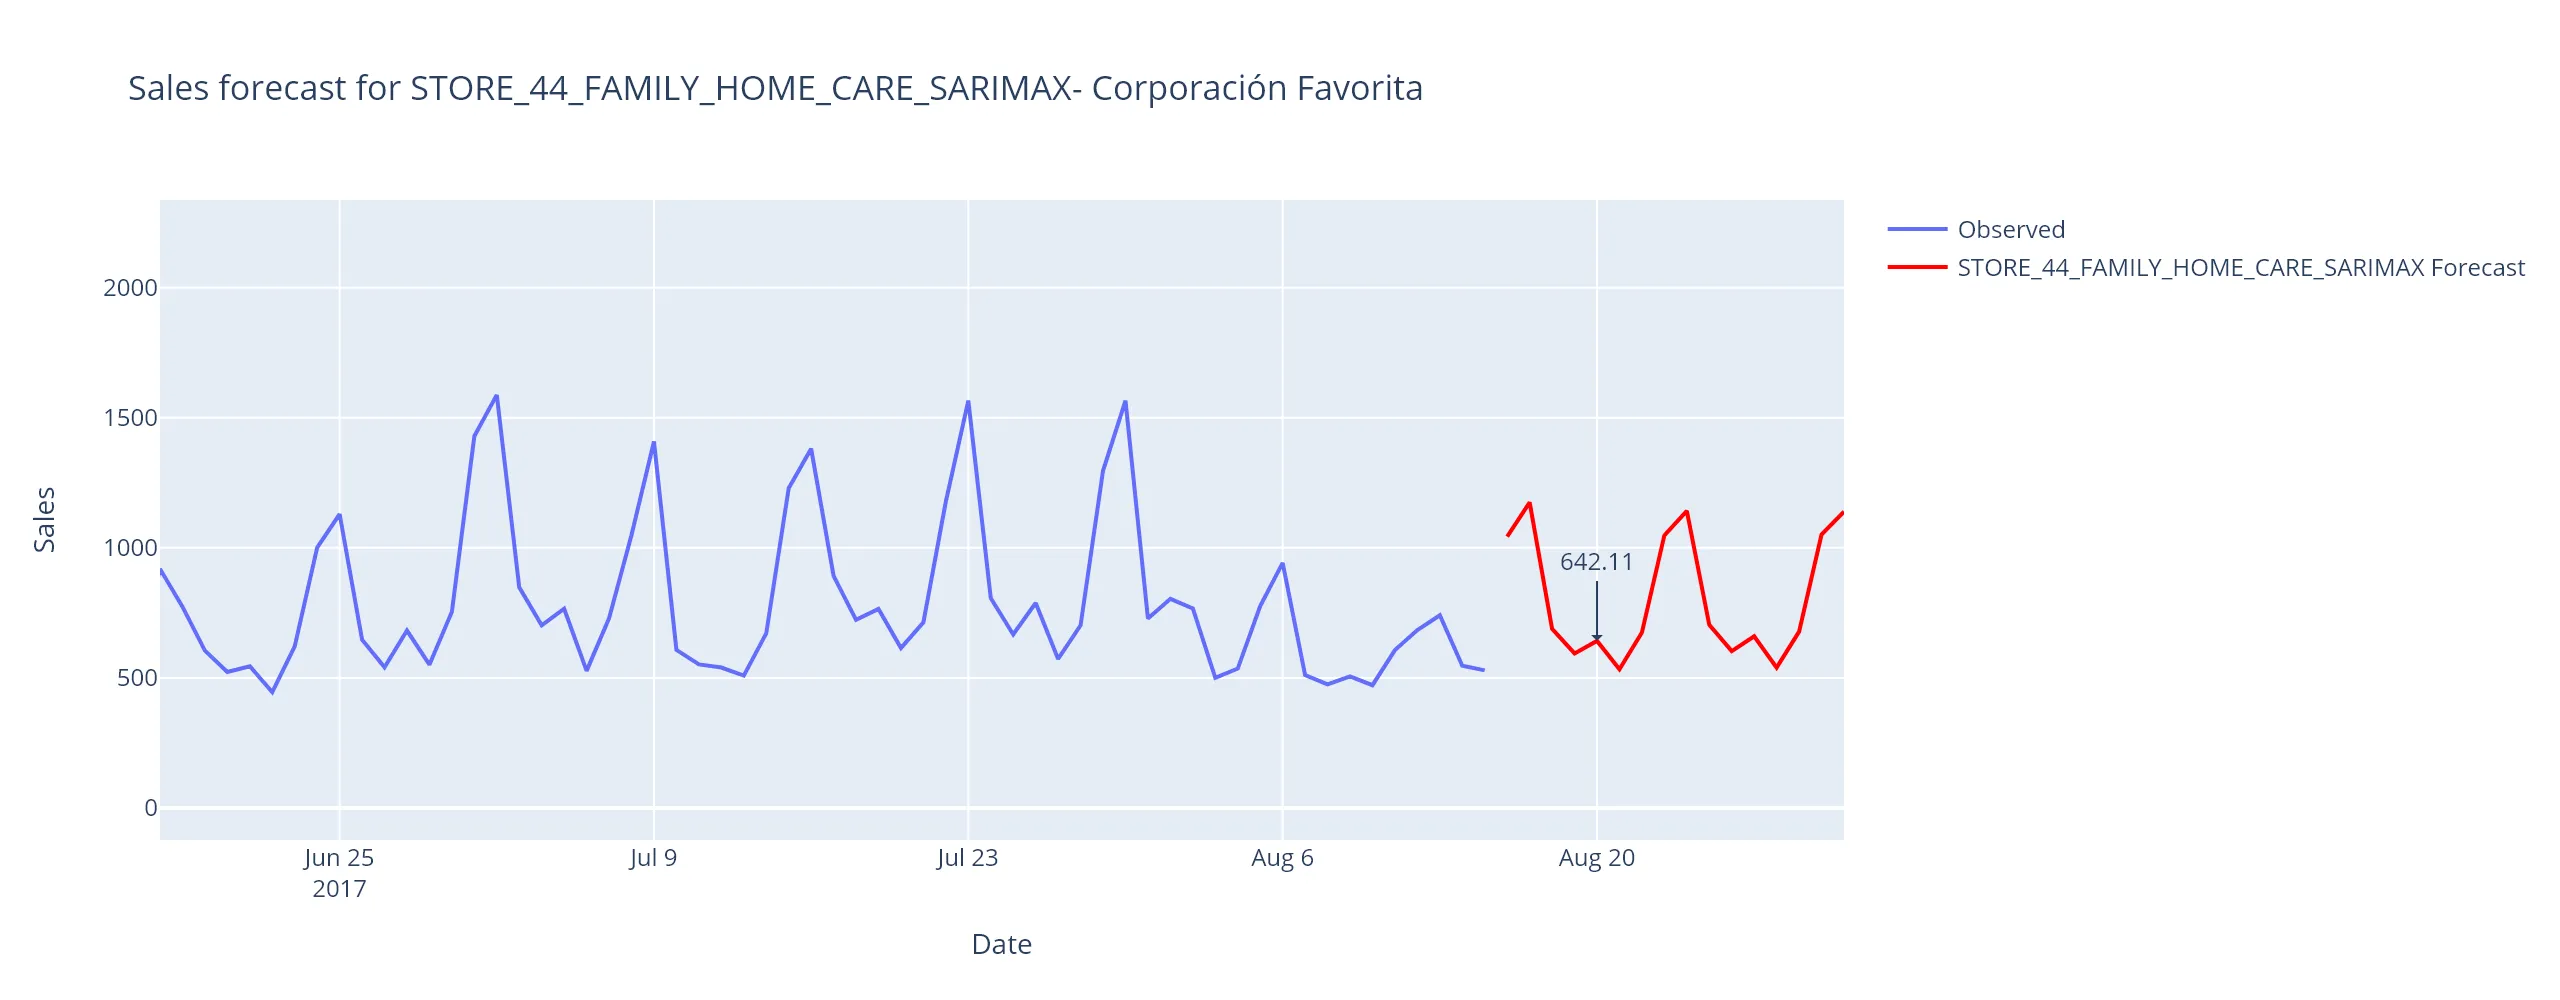 Sales forecast for STORE_44_FAMILY_HOME_CARE_SARIMAX- Corporación Favorita
Observed
STORE_44_FAMILY_HOME_CARE_SARIMAX Forecast
2000
1500
1000
500
0
Sales
642.11
Jun 25
2017
Jul 9
Jul 23
Aug 6
Aug 20
Date